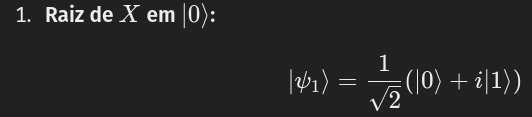 1. Raiz de X em |0⟩:
|ψ₁⟩ = 1/√2 (|0⟩ + i|1⟩)